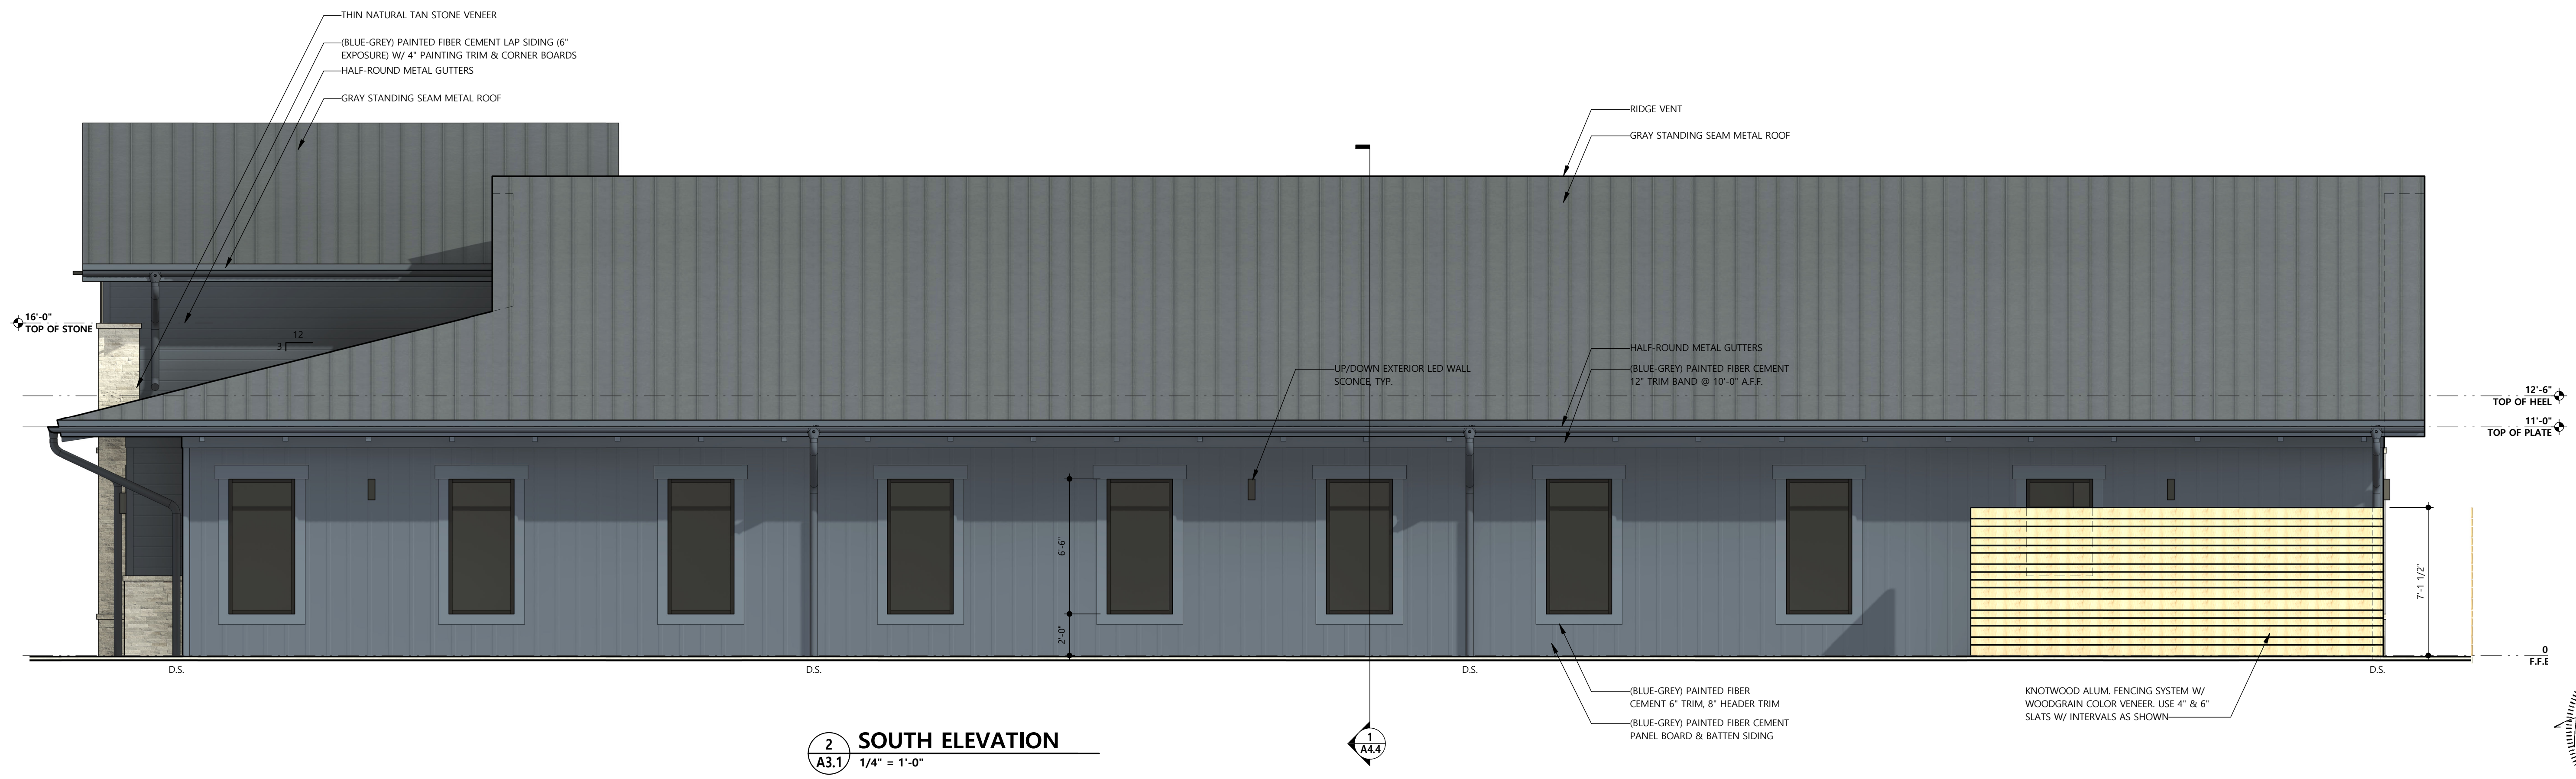 THIN NATURAL TAN STONE VENEER
(BLUE-GREY) PAINTED FIBER CEMENT LAP SIDING (6"
EXPOSURE) W/ 4" PAINTING TRIM & CORNER BOARDS
HALF-ROUND METAL GUTTERS
GRAY STANDING SEAM METAL ROOF
RIDGE VENT
GRAY STANDING SEAM METAL ROOF
16'-0"
TOP OF STONE
12
3
UP/DOWN EXTERIOR LED WALL
SCONCE, TYP.
HALF-ROUND METAL GUTTERS
(BLUE-GREY) PAINTED FIBER CEMENT
12" TRIM BAND @ 10'-0" A.F.F.
12'-6"
TOP OF HEEL
11'-0"
TOP OF PLATE
6'-6"
2'-0"
7'-1 1/2"
0
F.F.E
D.S.
D.S.
D.S.
D.S.
(BLUE-GREY) PAINTED FIBER
CEMENT 6" TRIM, 8" HEADER TRIM
(BLUE-GREY) PAINTED FIBER CEMENT
PANEL BOARD & BATTEN SIDING
KNOTWOOD ALUM. FENCING SYSTEM W/
WOODGRAIN COLOR VENEER. USE 4" & 6"
SLATS W/ INTERVALS AS SHOWN
2
A3.1
SOUTH ELEVATION
1/4" = 1'-0"
1
A4.4